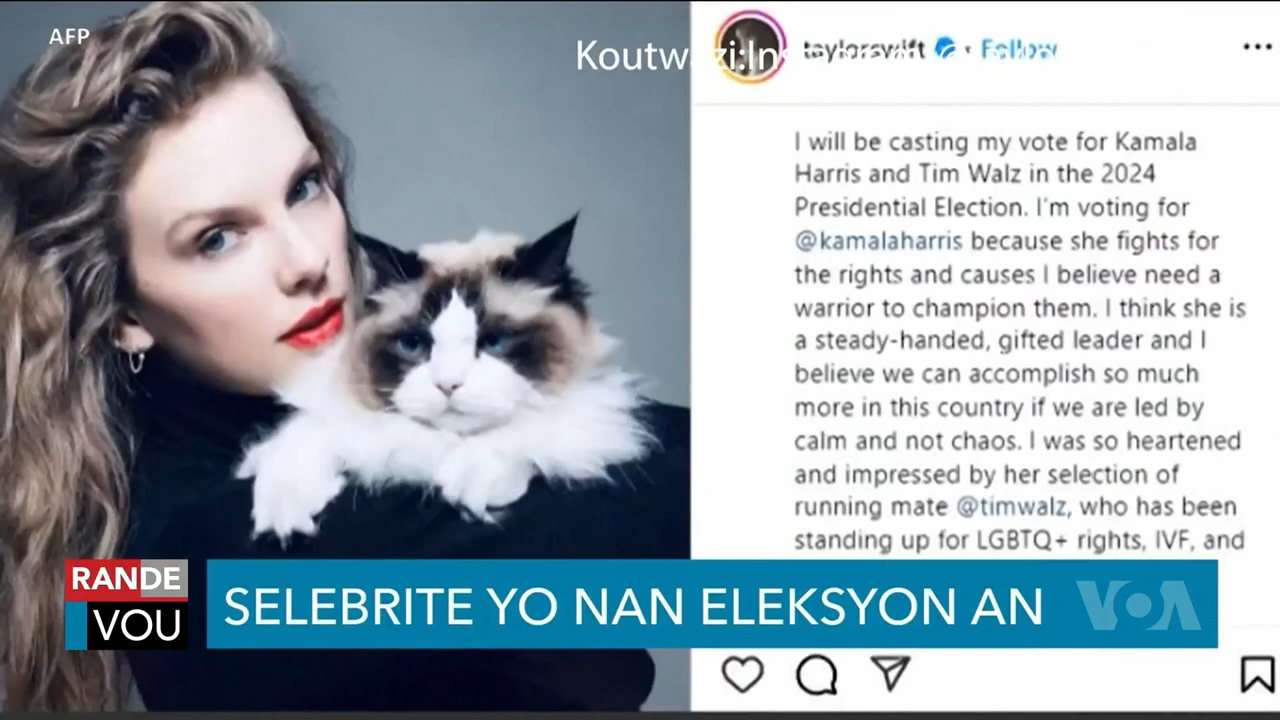 AFP
Koutwazi:Instagram
taylorswift · Follow
I will be casting my vote for Kamala
Harris and Tim Walz in the 2024
Presidential Election. I'm voting for
@kamalaharris because she fights for
the rights and causes I believe need a
warrior to champion them. I think she is
a steady-handed, gifted leader and I
believe we can accomplish so much
more in this country if we are led by
calm and not chaos. I was so heartened
and impressed by her selection of
running mate @timwalz, who has been
standing up for LGBTQ+ rights, IVF, and
RANDE
VOU
SELEBRITE YO NAN ELEKSYON AN
VOA